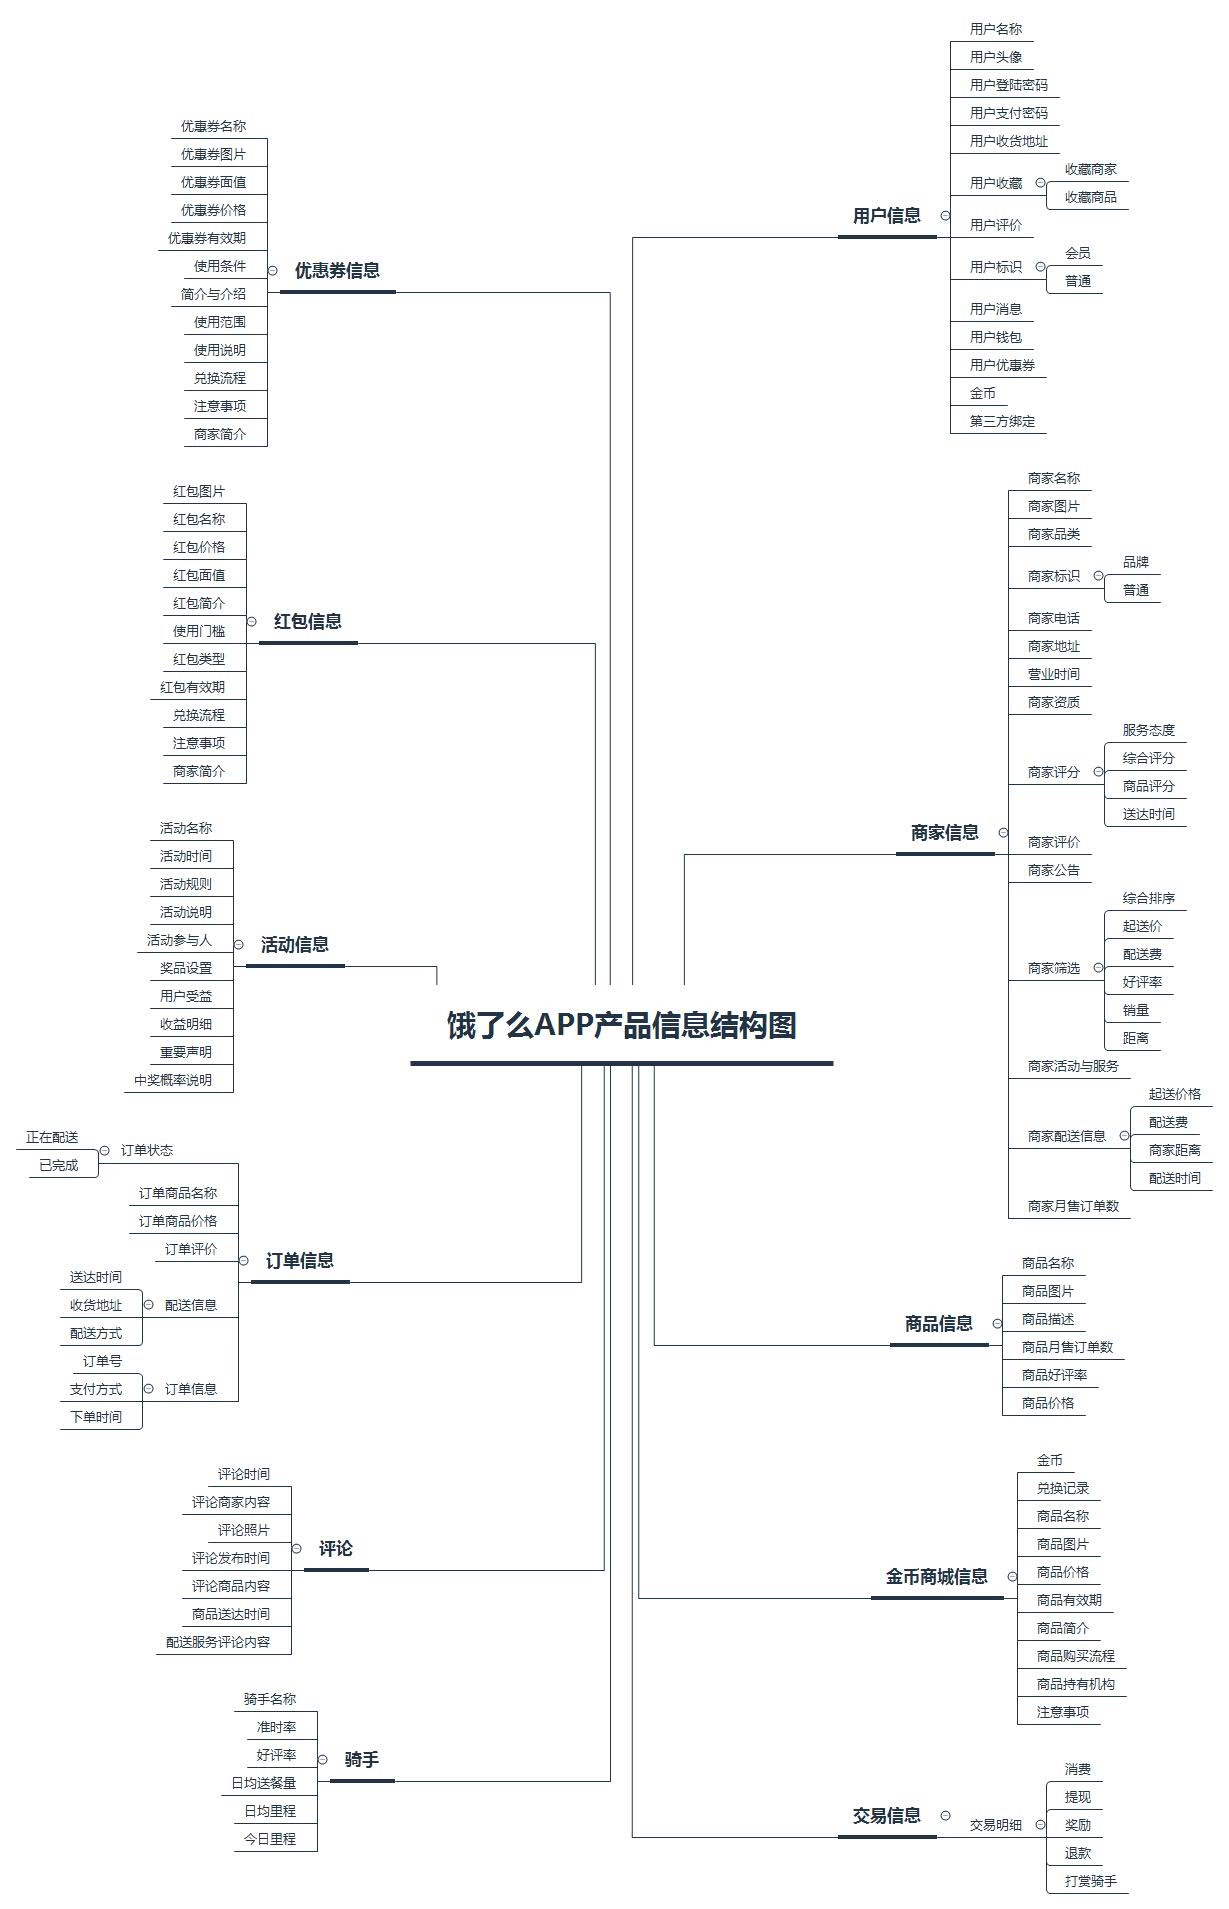 饿了么APP产品信息结构图
用户信息
用户名称
用户头像
用户登陆密码
用户支付密码
用户收货地址
用户收藏
收藏商家
收藏商品
用户评价
用户标识
会员
普通
用户消息
用户钱包
用户优惠券
金币
第三方绑定
商家信息
商家名称
商家图片
商家品类
商家标识
品牌
普通
商家电话
商家地址
营业时间
商家资质
商家评分
服务态度
综合评分
商品评分
送达时间
商家评价
商家公告
商家筛选
综合排序
起送价
配送费
好评率
销量
距离
商家活动与服务
商家配送信息
起送价格
配送费
商家距离
配送时间
商家月售订单数
商品信息
商品名称
商品图片
商品描述
商品月售订单数
商品好评率
商品价格
金币商城信息
金币
兑换记录
商品名称
商品图片
商品价格
商品有效期
商品简介
商品购买流程
商品持有机构
注意事项
交易信息
交易明细
消费
提现
奖励
退款
打赏骑手
优惠券信息
优惠券名称
优惠券图片
优惠券面值
优惠券价格
优惠券有效期
使用条件
简介与介绍
使用范围
使用说明
兑换流程
注意事项
商家简介
红包信息
红包图片
红包名称
红包价格
红包面值
红包简介
使用门槛
红包类型
红包有效期
兑换流程
注意事项
商家简介
活动信息
活动名称
活动时间
活动规则
活动说明
活动参与人
奖品设置
用户受益
收益明细
重要声明
中奖概率说明
订单信息
订单状态
正在配送
已完成
订单商品名称
订单商品价格
订单评价
配送信息
送达时间
收货地址
配送方式
订单信息
订单号
支付方式
下单时间
评论
评论时间
评论商家内容
评论照片
评论发布时间
评论商品内容
商品送达时间
配送服务评论内容
骑手
骑手名称
准时率
好评率
日均送餐量
日均里程
今日里程